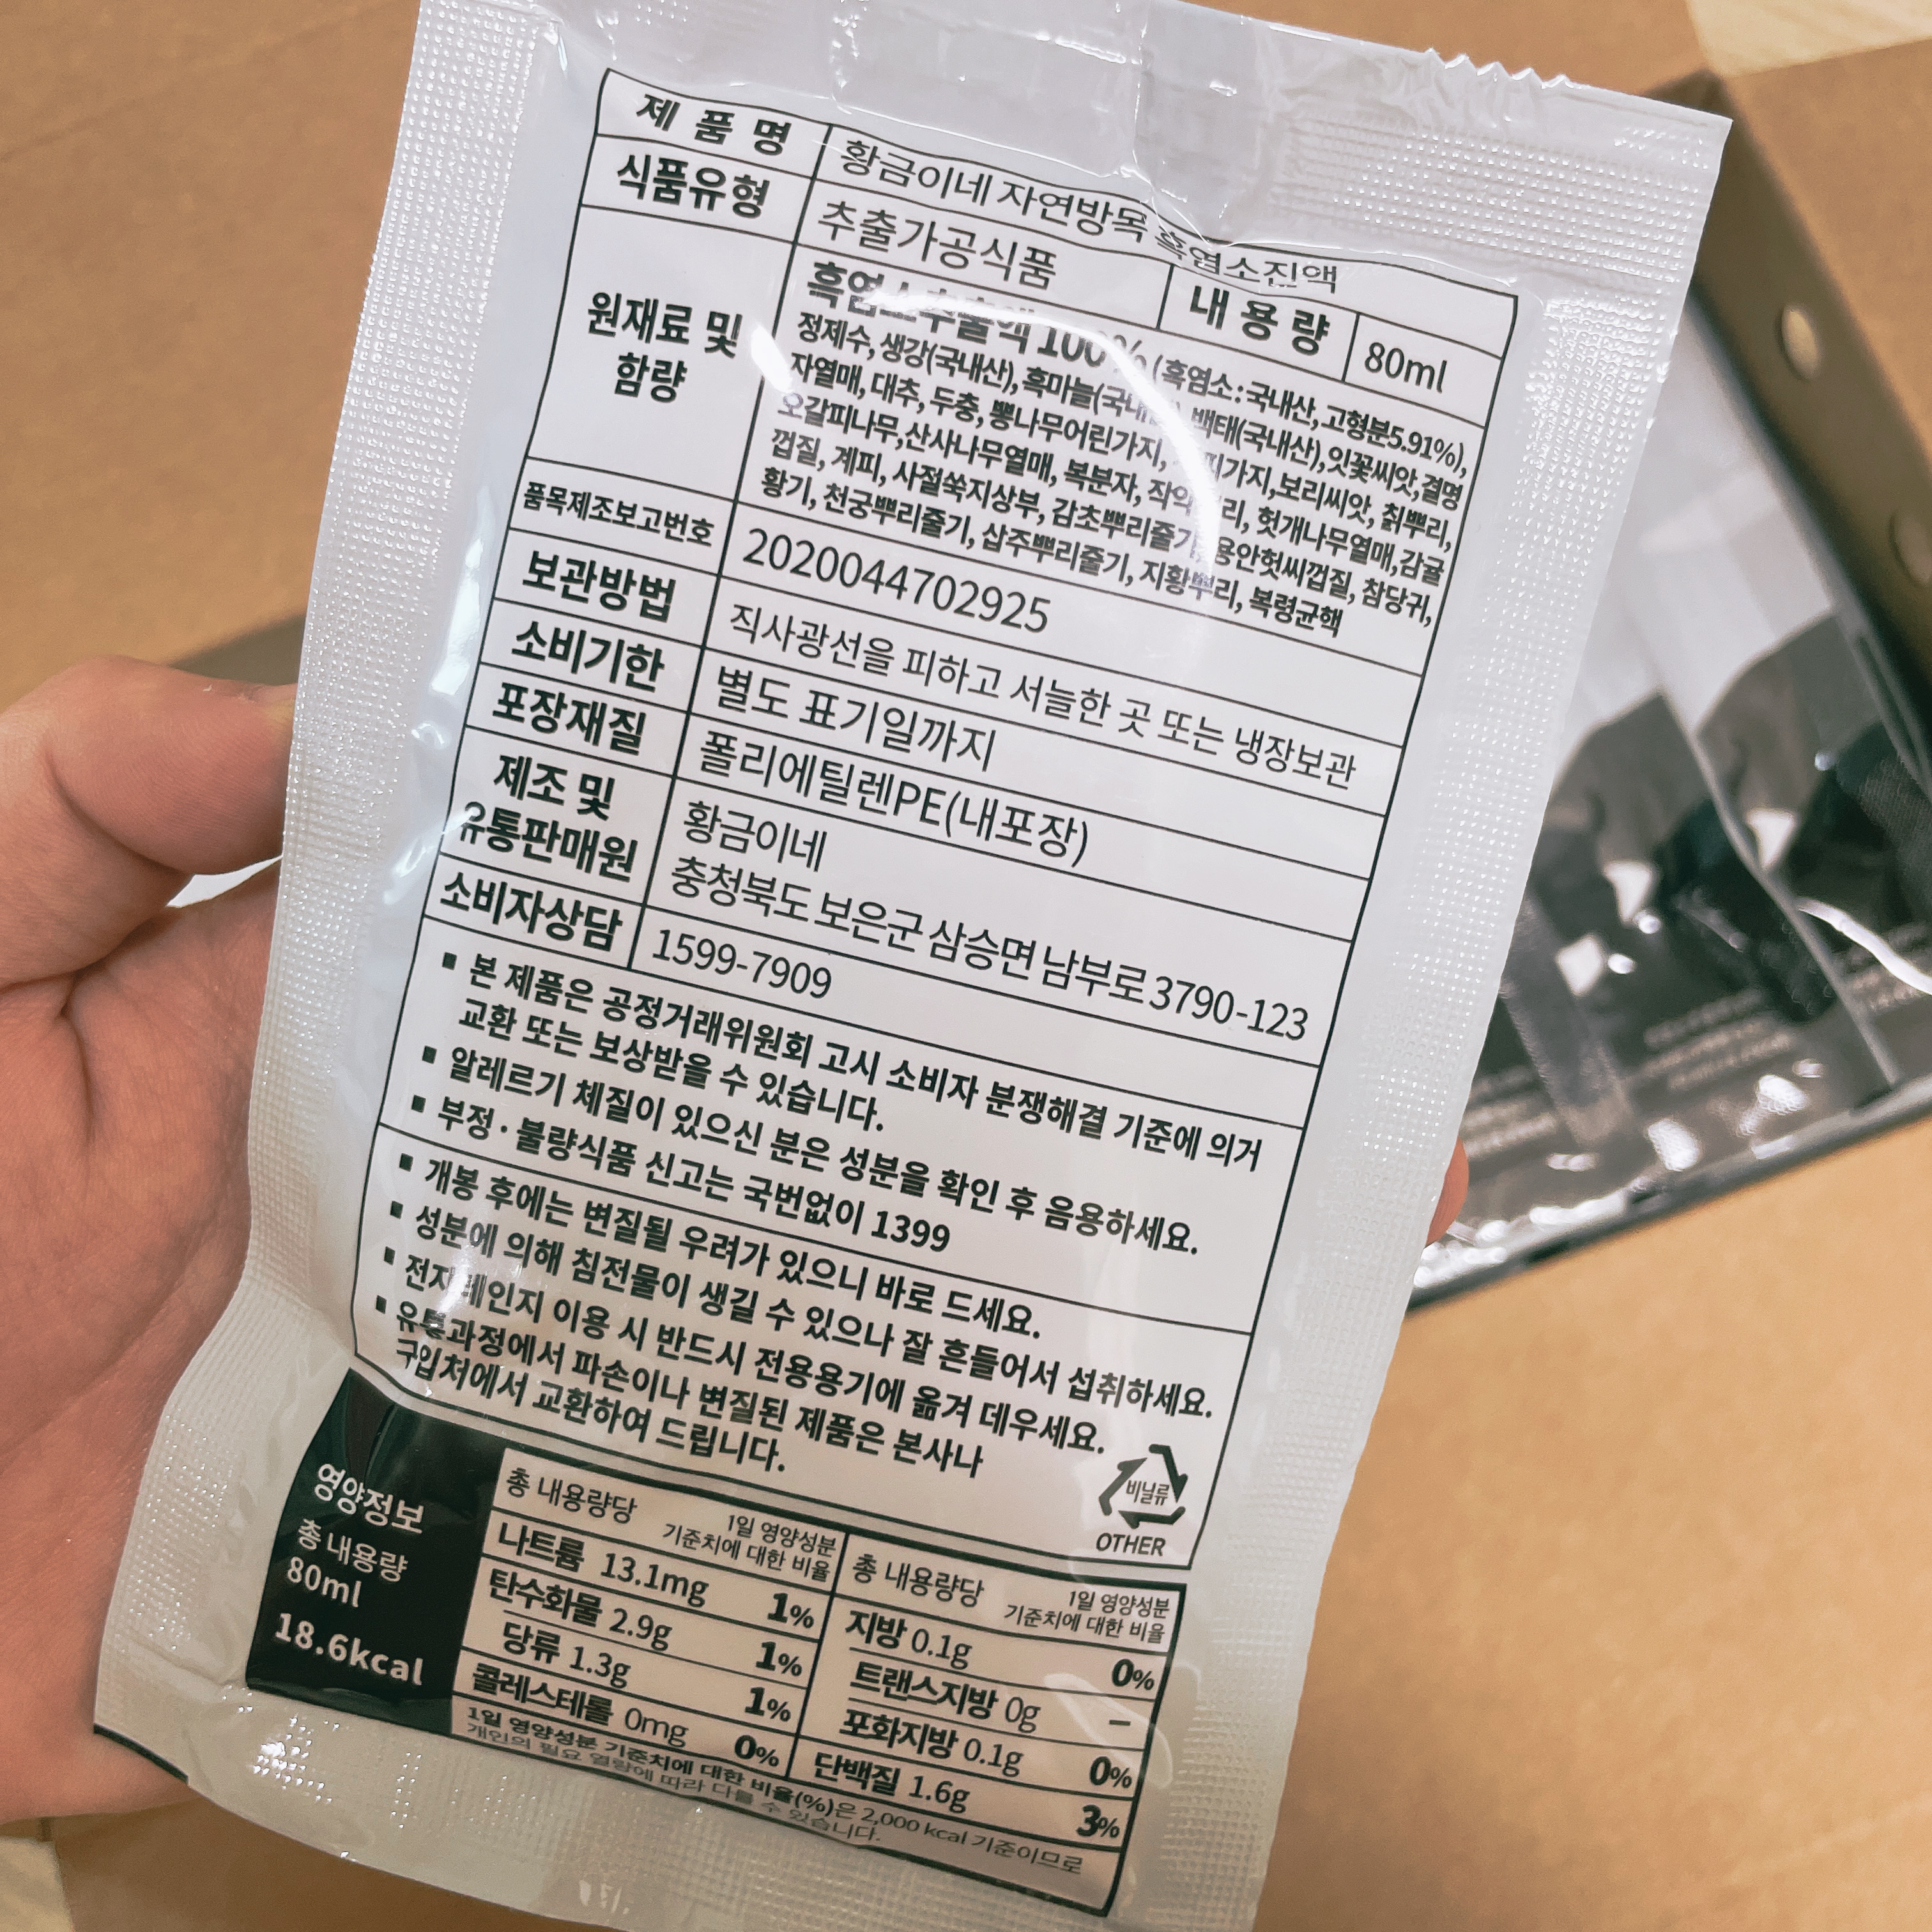 제 품 명 황금이네 자연방목 흑염소진액
식품유형 추출가공식품 내 용 량 80ml
원재료 및 함량
흑염소추출액 100% (흑염소:국내산, 고형분5.91%),
정제수, 생강(국내산), 흑마늘(국내산), 백태(국내산),잇꽃씨앗,결명
자열매, 대추, 두충, 뽕나무어린가지, 보리씨앗, 칡뿌리,
오갈피나무,산사나무열매, 복분자, 헛개나무열매,감귤
껍질, 계피, 사절쑥지상부, 감초뿌리줄기, 용안헛씨껍질, 참당귀,
황기, 천궁뿌리줄기, 삽주뿌리줄기, 지황뿌리, 복령균핵
품목제조보고번호 2020044702925
보관방법 직사광선을 피하고 서늘한 곳 또는 냉장보관
소비기한 별도 표기일까지
포장재질 폴리에틸렌PE(내포장)
제조 및 유통판매원
황금이네
충청북도 보은군 삼승면 남부로 3790-123
소비자상담 1599-7909
▪ 본 제품은 공정거래위원회 고시 소비자 분쟁해결 기준에 의거
교환 또는 보상받을 수 있습니다.
▪ 알레르기 체질이 있으신 분은 성분을 확인 후 음용하세요.
▪ 부정·불량식품 신고는 국번없이 1399
▪ 개봉 후에는 변질될 우려가 있으니 바로 드세요.
▪ 성분에 의해 침전물이 생길 수 있으나 잘 흔들어서 섭취하세요.
▪ 전자레인지 이용 시 반드시 전용용기에 옮겨 데우세요.
▪ 유통과정에서 파손이나 변질된 제품은 본사나
구입처에서 교환하여 드립니다.
비닐류
OTHER
영양정보
총 내용량
80ml
18.6kcal
총 내용량당 1일 영양성분
기준치에 대한 비율
나트륨 13.1mg 1%
탄수화물 2.9g 1%
당류 1.3g 1%
콜레스테롤 0mg 0%
총 내용량당 1일 영양성분
기준치에 대한 비율
지방 0.1g 0%
트랜스지방 0g –
포화지방 0.1g 0%
단백질 1.6g 3%
1일 영양성분 기준치에 대한 비율(%)은 2,000 kcal 기준이므로
개인의 필요 열량에 따라 다를 수 있습니다.